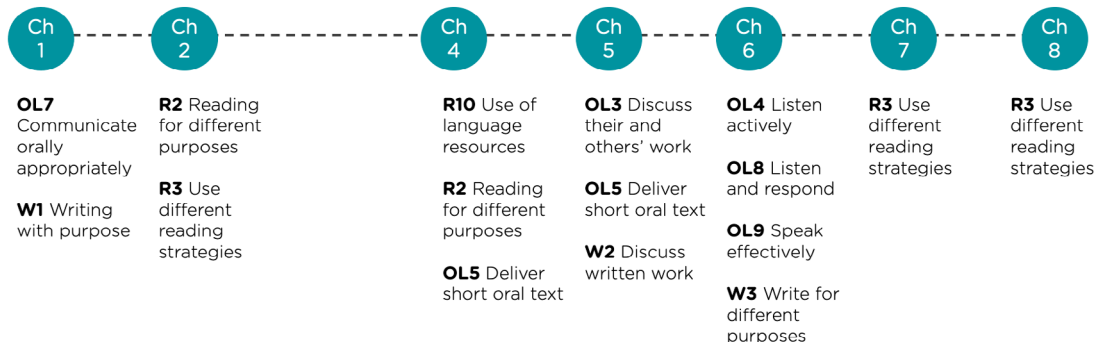 Ch
1
Ch
2
Ch
4
Ch
5
Ch
6
Ch
7
Ch
8
OL7
Communicate
orally
appropriately
W1 Writing
with purpose
R2 Reading
for different
purposes
R3 Use
different
reading
strategies
R10 Use of
language
resources
R2 Reading
for different
purposes
OL5 Deliver
short oral text
OL3 Discuss
their and
others’ work
OL5 Deliver
short oral text
W2 Discuss
written work
OL4 Listen
actively
OL8 Listen
and respond
OL9 Speak
effectively
W3 Write for
different
purposes
R3 Use
different
reading
strategies
R3 Use
different
reading
strategies